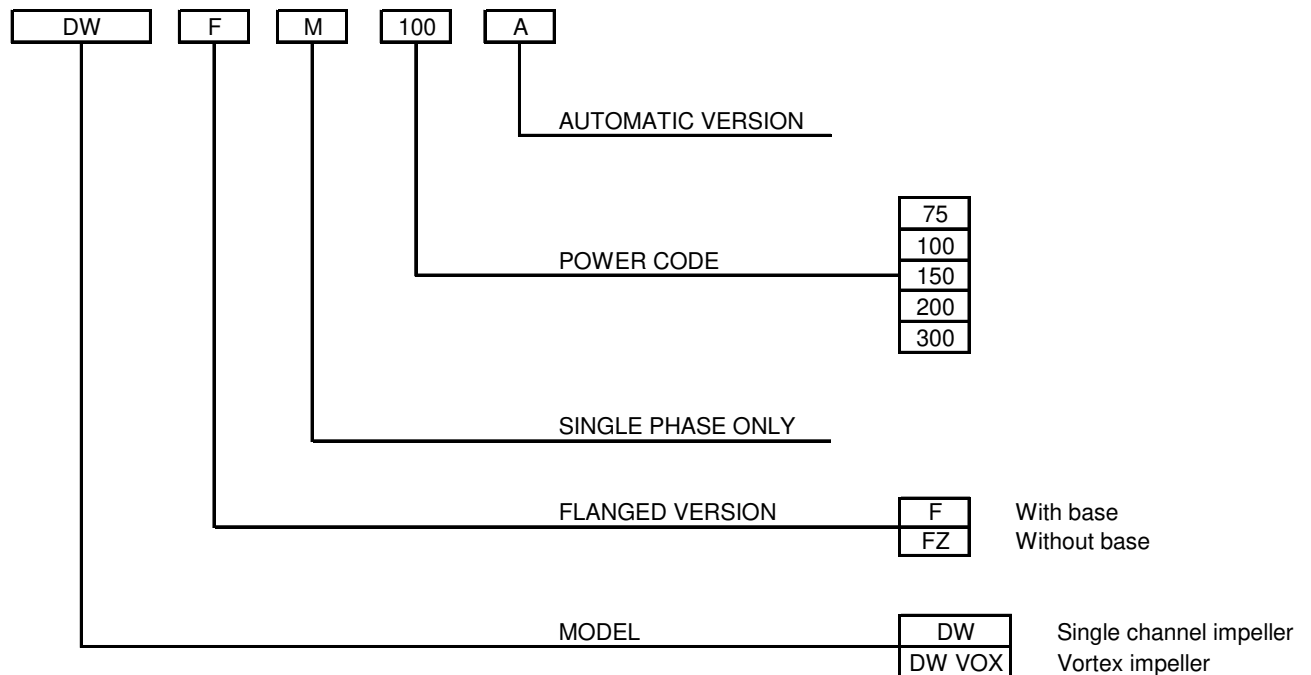 DW F M 100 A
AUTOMATIC VERSION
75
100
POWER CODE
150
200
300
SINGLE PHASE ONLY
FLANGED VERSION F With base
FZ Without base
MODEL DW Single channel impeller
DW VOX Vortex impeller